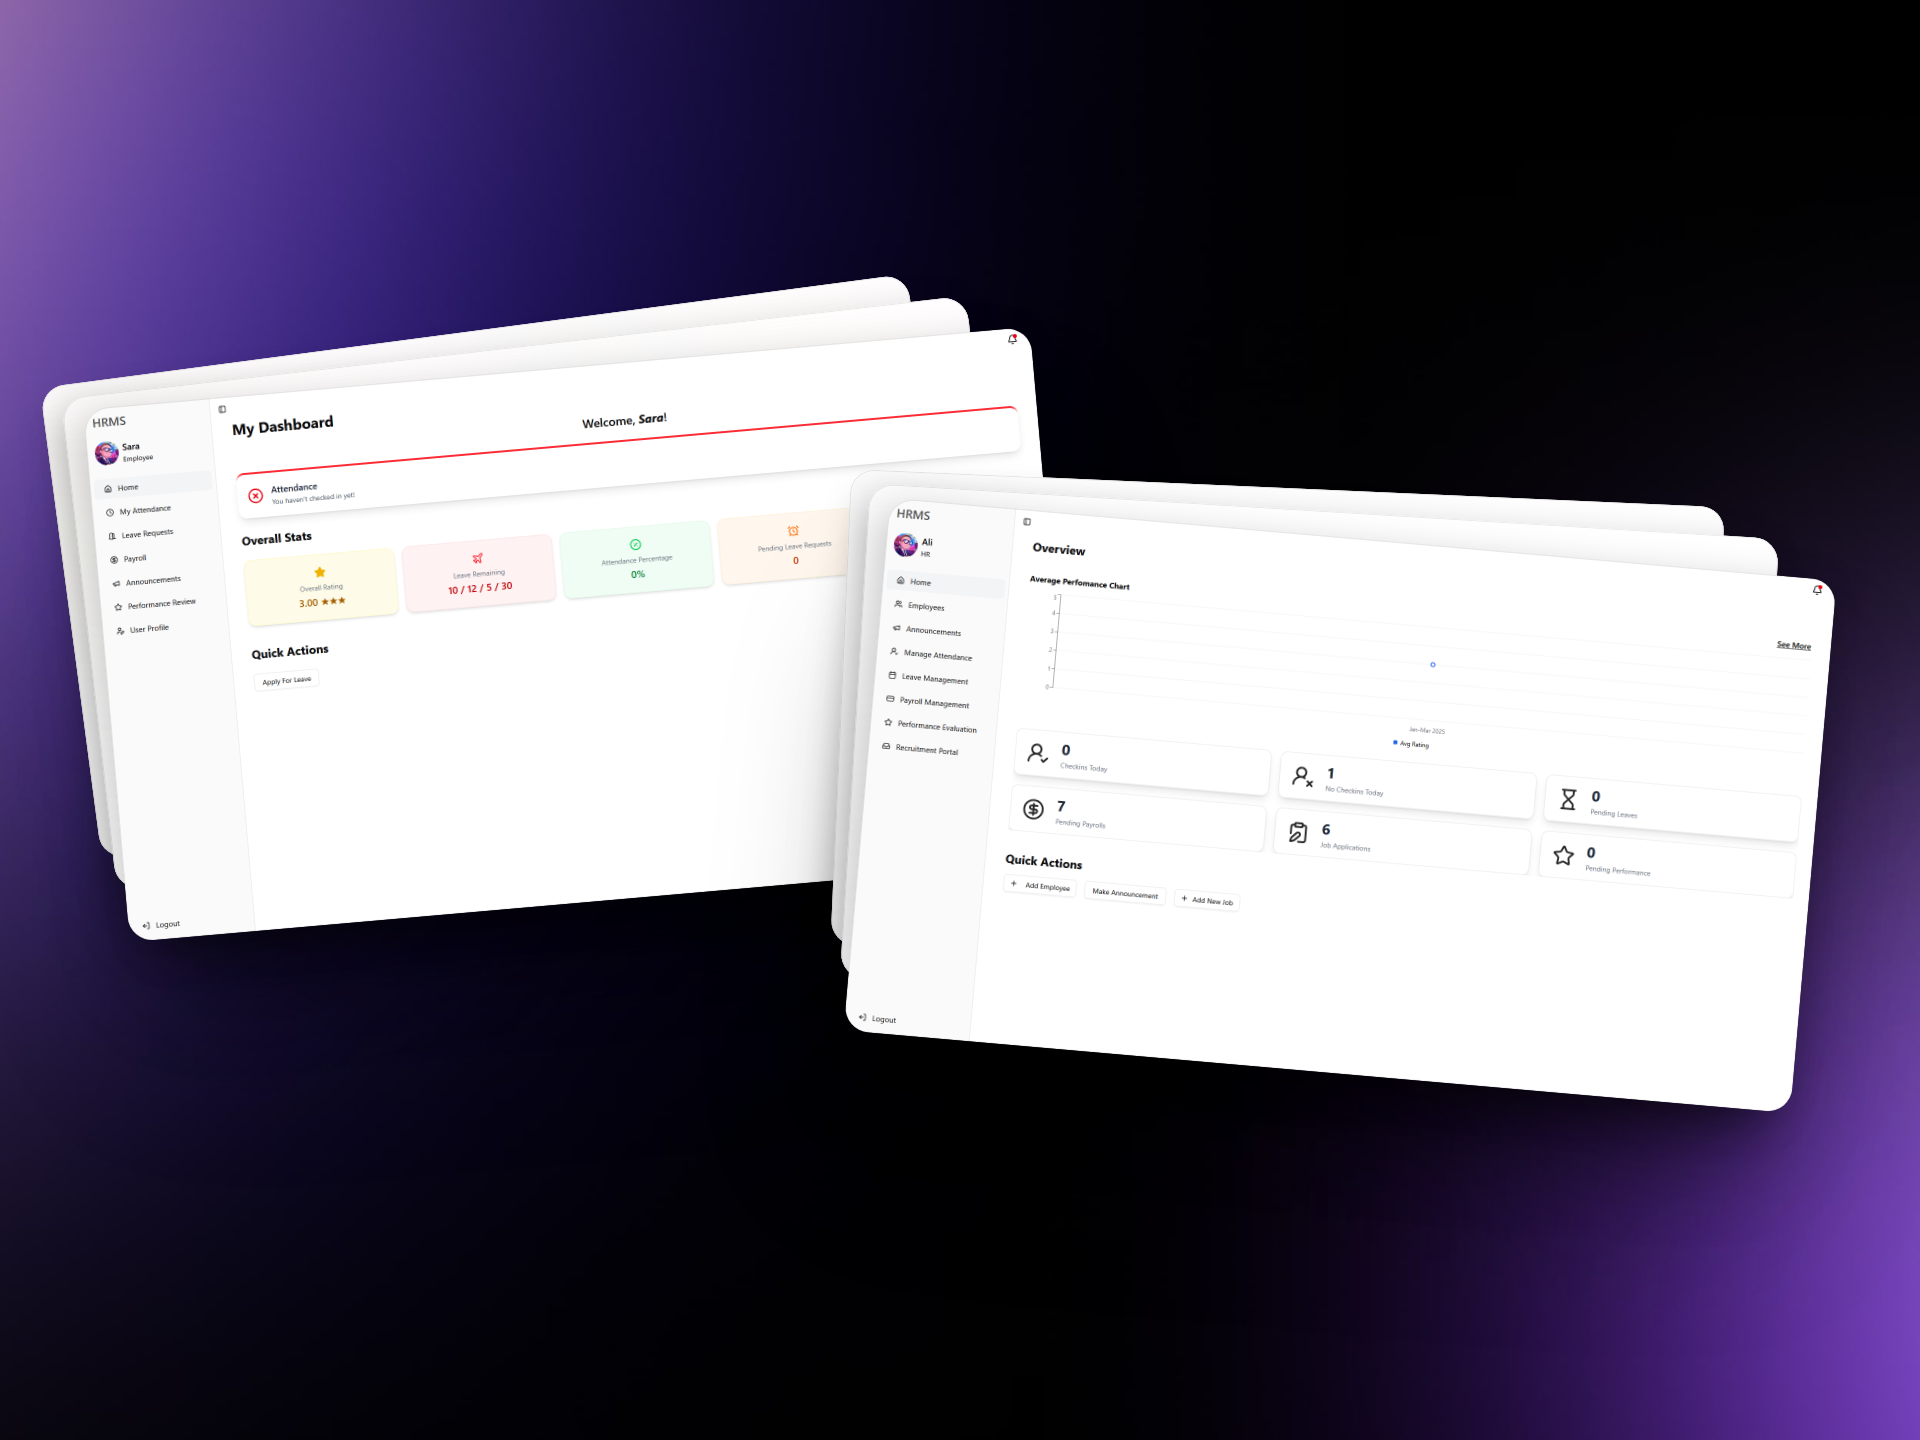 HRMS
Sara
Employee
Home
My Attendance
Leave Requests
Payroll
Announcements
Performance Review
User Profile
Logout
My Dashboard
Welcome, Sara!
Attendance
You haven't checked in yet!
Overall Stats
Overall Rating
3.00 ★★★
Leave Remaining
10 / 12 / 5 / 30
Attendance Percentage
0%
Pending Leave Requests
0
Quick Actions
Apply For Leave
HRMS
Ali
HR
Home
Employees
Announcements
Manage Attendance
Leave Management
Payroll Management
Performance Evaluation
Recruitment Portal
Logout
Overview
Average Perfomance Chart
See More
5
4
3
2
1
0
Jan-Mar 2025
Avg Rating
0
Checkins Today
1
No Checkins Today
0
Pending Leaves
7
Pending Payrolls
6
Job Applications
0
Pending Performance
Quick Actions
+ Add Employee
Make Announcement
+ Add New Job